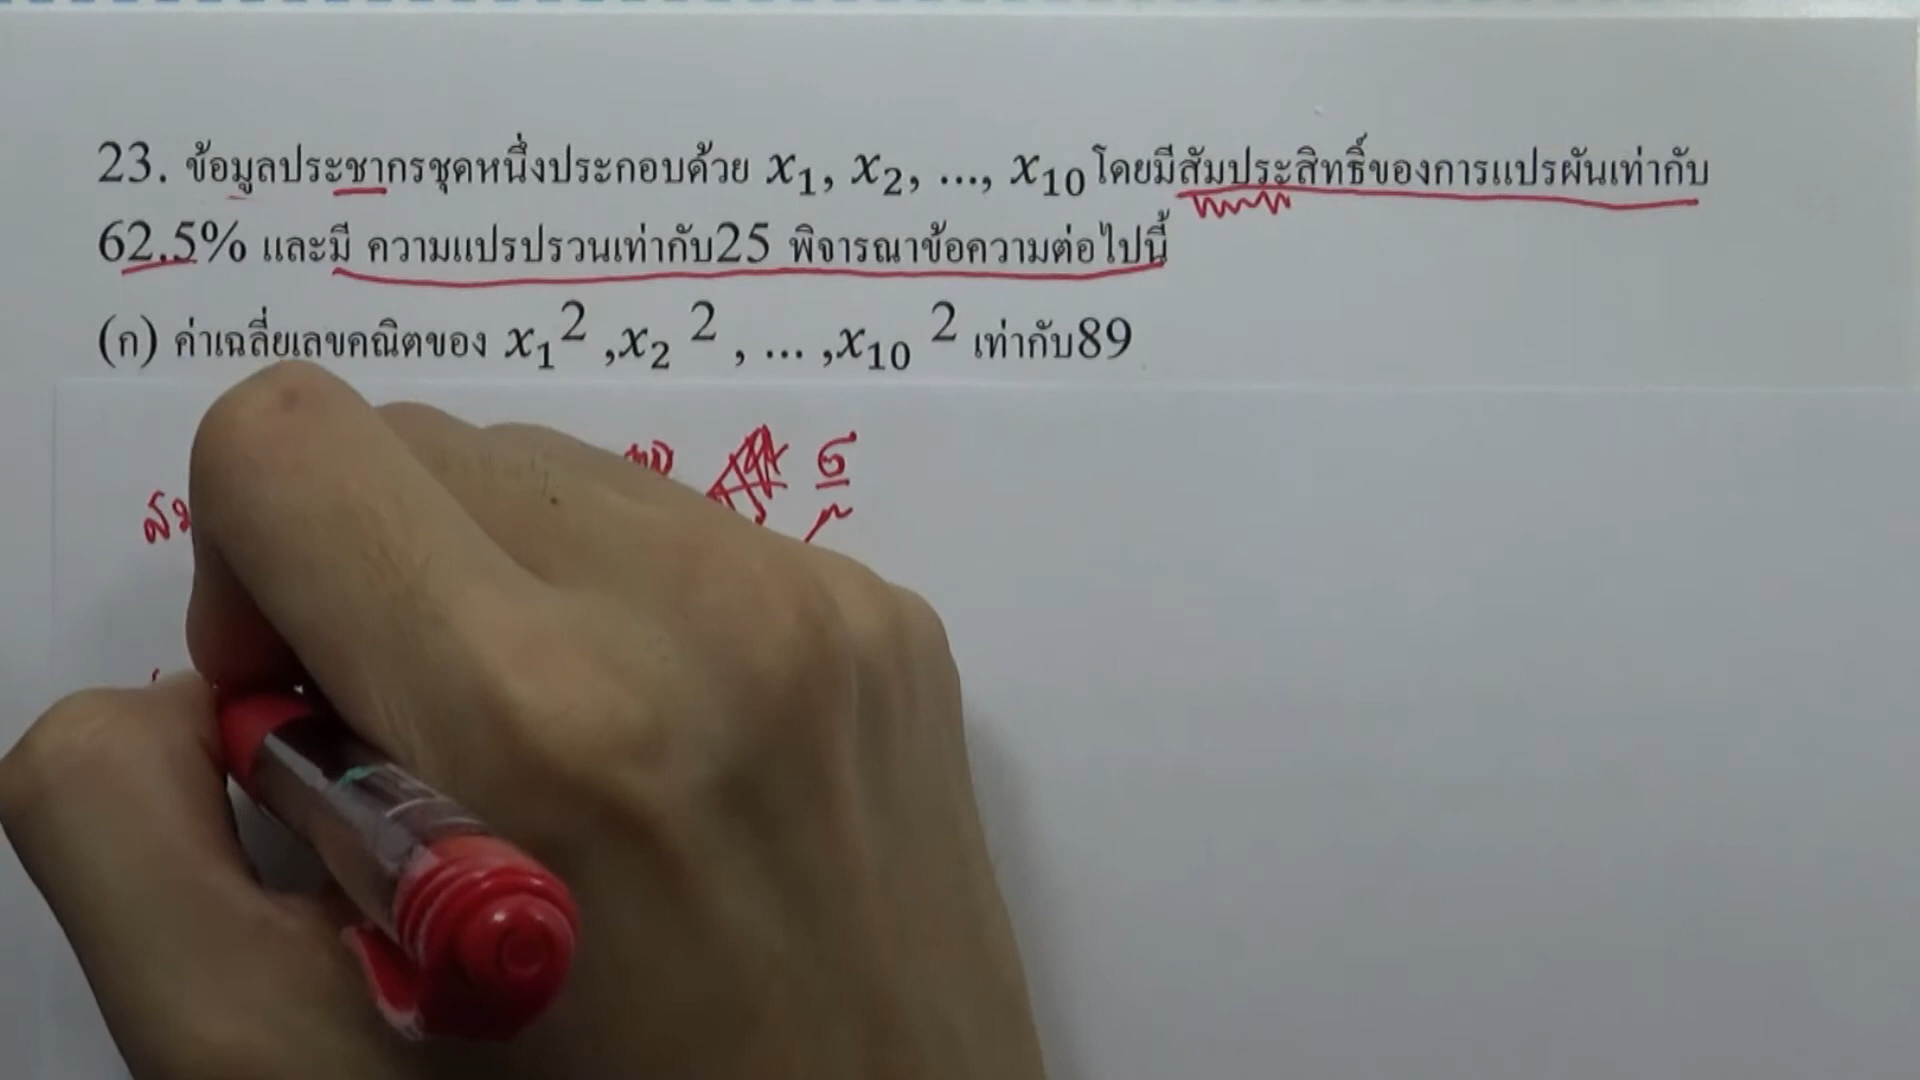 23. ข้อมูลประชากรชุดหนึ่งประกอบด้วย x₁, x₂, ..., x₁₀ โดยมีสัมประสิทธิ์ของการแปรผันเท่ากับ
62.5% และมี ความแปรปรวนเท่ากับ25 พิจารณาข้อความต่อไปนี้
(ก) ค่าเฉลี่ยเลขคณิตของ x₁² ,x₂² , ... ,x₁₀² เท่ากับ89
σ
μ